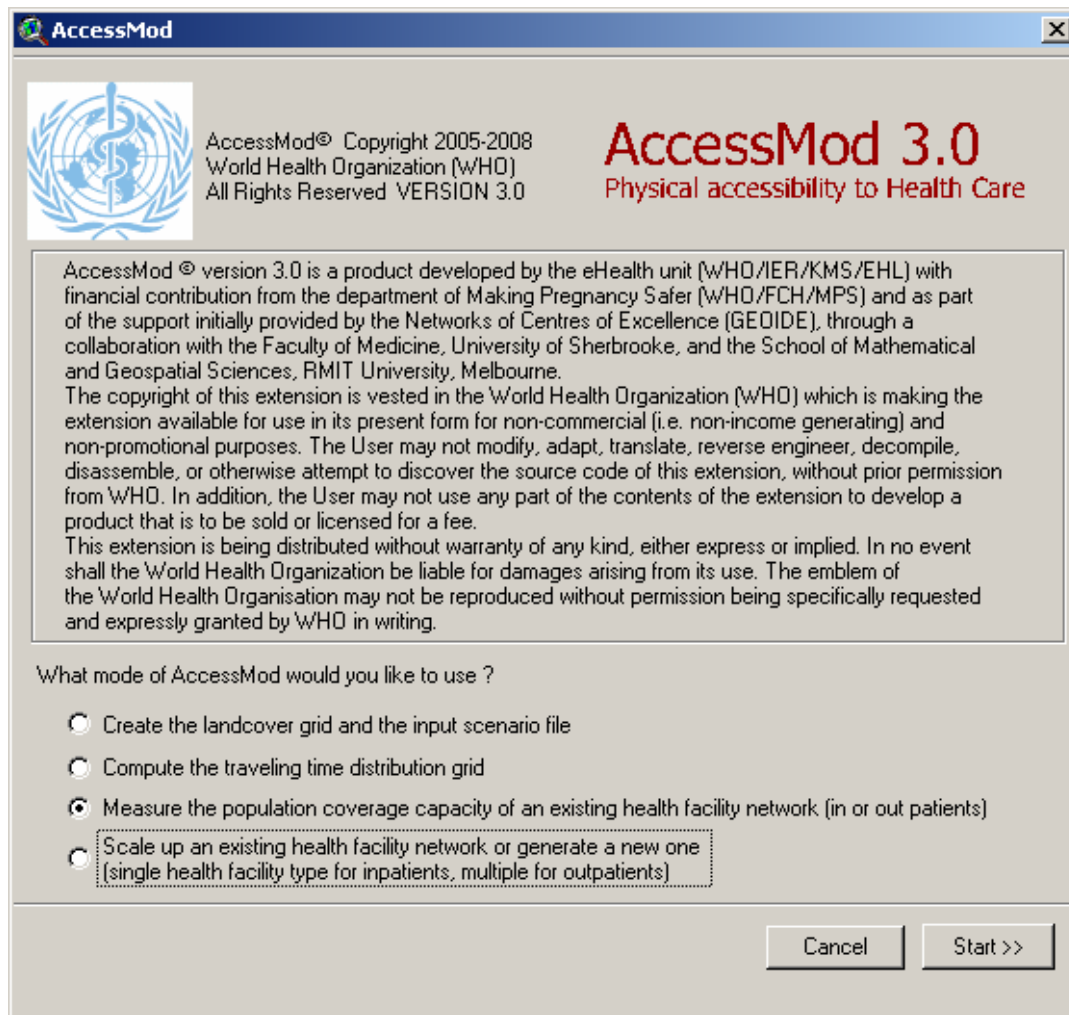 AccessMod
AccessMod® Copyright 2005-2008
World Health Organization (WHO)
All Rights Reserved VERSION 3.0
AccessMod 3.0
Physical accessibility to Health Care
AccessMod ® version 3.0 is a product developed by the eHealth unit (WHO/IER/KMS/EHL) with
financial contribution from the department of Making Pregnancy Safer (WHO/FCH/MPS) and as part
of the support initially provided by the Networks of Centres of Excellence (GEOIDE), through a
collaboration with the Faculty of Medicine, University of Sherbrooke, and the School of Mathematical
and Geospatial Sciences, RMIT University, Melbourne.
The copyright of this extension is vested in the World Health Organization (WHO) which is making the
extension available for use in its present form for non-commercial (i.e. non-income generating) and
non-promotional purposes. The User may not modify, adapt, translate, reverse engineer, decompile,
disassemble, or otherwise attempt to discover the source code of this extension, without prior permission
from WHO. In addition, the User may not use any part of the contents of the extension to develop a
product that is to be sold or licensed for a fee.
This extension is being distributed without warranty of any kind, either express or implied. In no event
shall the World Health Organization be liable for damages arising from its use. The emblem of
the World Health Organisation may not be reproduced without permission being specifically requested
and expressly granted by WHO in writing.
What mode of AccessMod would you like to use ?
Create the landcover grid and the input scenario file
Compute the traveling time distribution grid
Measure the population coverage capacity of an existing health facility network (in or out patients)
Scale up an existing health facility network or generate a new one
(single health facility type for inpatients, multiple for outpatients)
Cancel
Start >>